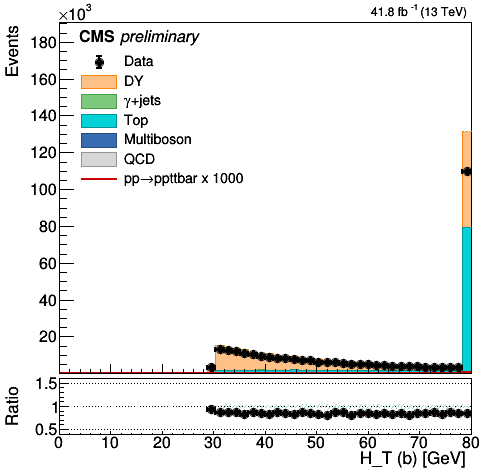 ×10³
41.8 fb⁻¹ (13 TeV)
Events
CMS preliminary
Data
DY
γ+jets
Top
Multiboson
QCD
pp→ppttbar x 1000
180
160
140
120
100
80
60
40
20
Ratio
1.5
1
0.5
0 10 20 30 40 50 60 70 80
H_T (b) [GeV]